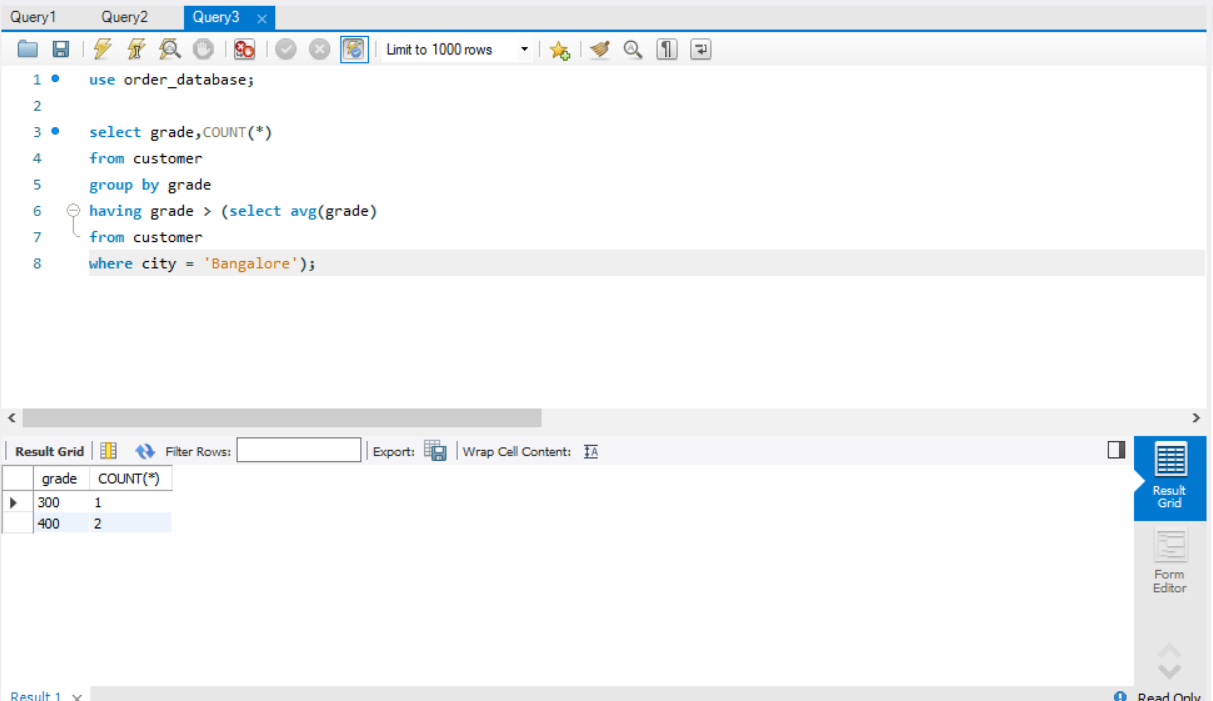 Query1 Query2 Query3
Limit to 1000 rows
1 use order_database;
2
3 select grade,COUNT(*)
4 from customer
5 group by grade
6 having grade > (select avg(grade)
7 from customer
8 where city = 'Bangalore');
Result Grid Filter Rows: Export: Wrap Cell Content:
grade COUNT(*)
300 1
400 2
Result
Grid
Form
Editor
Result 1 Read Only